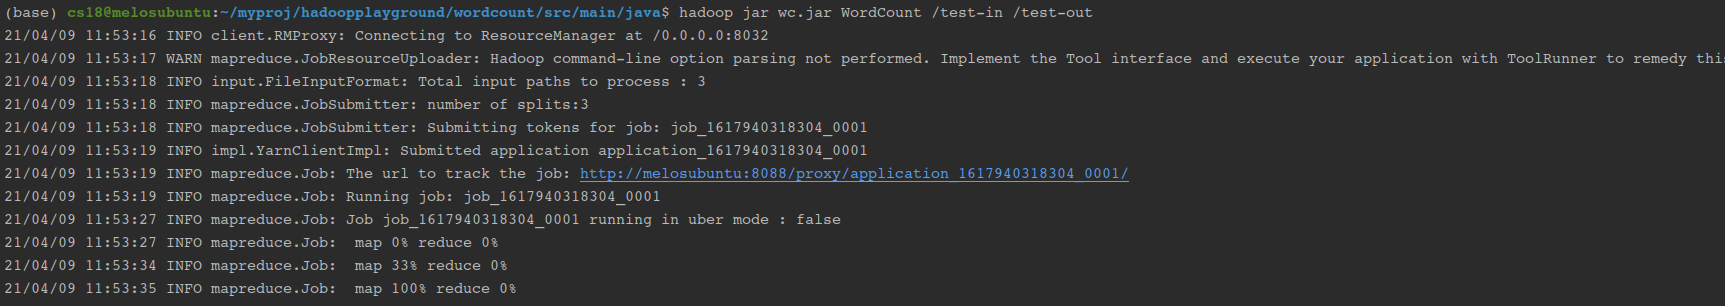 (base) cs18@melosubuntu:~/myproj/hadoopplayground/wordcount/src/main/java$ hadoop jar wc.jar WordCount /test-in /test-out
21/04/09 11:53:16 INFO client.RMProxy: Connecting to ResourceManager at /0.0.0.0:8032
21/04/09 11:53:17 WARN mapreduce.JobResourceUploader: Hadoop command-line option parsing not performed. Implement the Tool interface and execute your application with ToolRunner to remedy this
21/04/09 11:53:18 INFO input.FileInputFormat: Total input paths to process : 3
21/04/09 11:53:18 INFO mapreduce.JobSubmitter: number of splits:3
21/04/09 11:53:18 INFO mapreduce.JobSubmitter: Submitting tokens for job: job_1617940318304_0001
21/04/09 11:53:19 INFO impl.YarnClientImpl: Submitted application application_1617940318304_0001
21/04/09 11:53:19 INFO mapreduce.Job: The url to track the job: http://melosubuntu:8088/proxy/application_1617940318304_0001/
21/04/09 11:53:19 INFO mapreduce.Job: Running job: job_1617940318304_0001
21/04/09 11:53:27 INFO mapreduce.Job: Job job_1617940318304_0001 running in uber mode : false
21/04/09 11:53:27 INFO mapreduce.Job:  map 0% reduce 0%
21/04/09 11:53:34 INFO mapreduce.Job:  map 33% reduce 0%
21/04/09 11:53:35 INFO mapreduce.Job:  map 100% reduce 0%